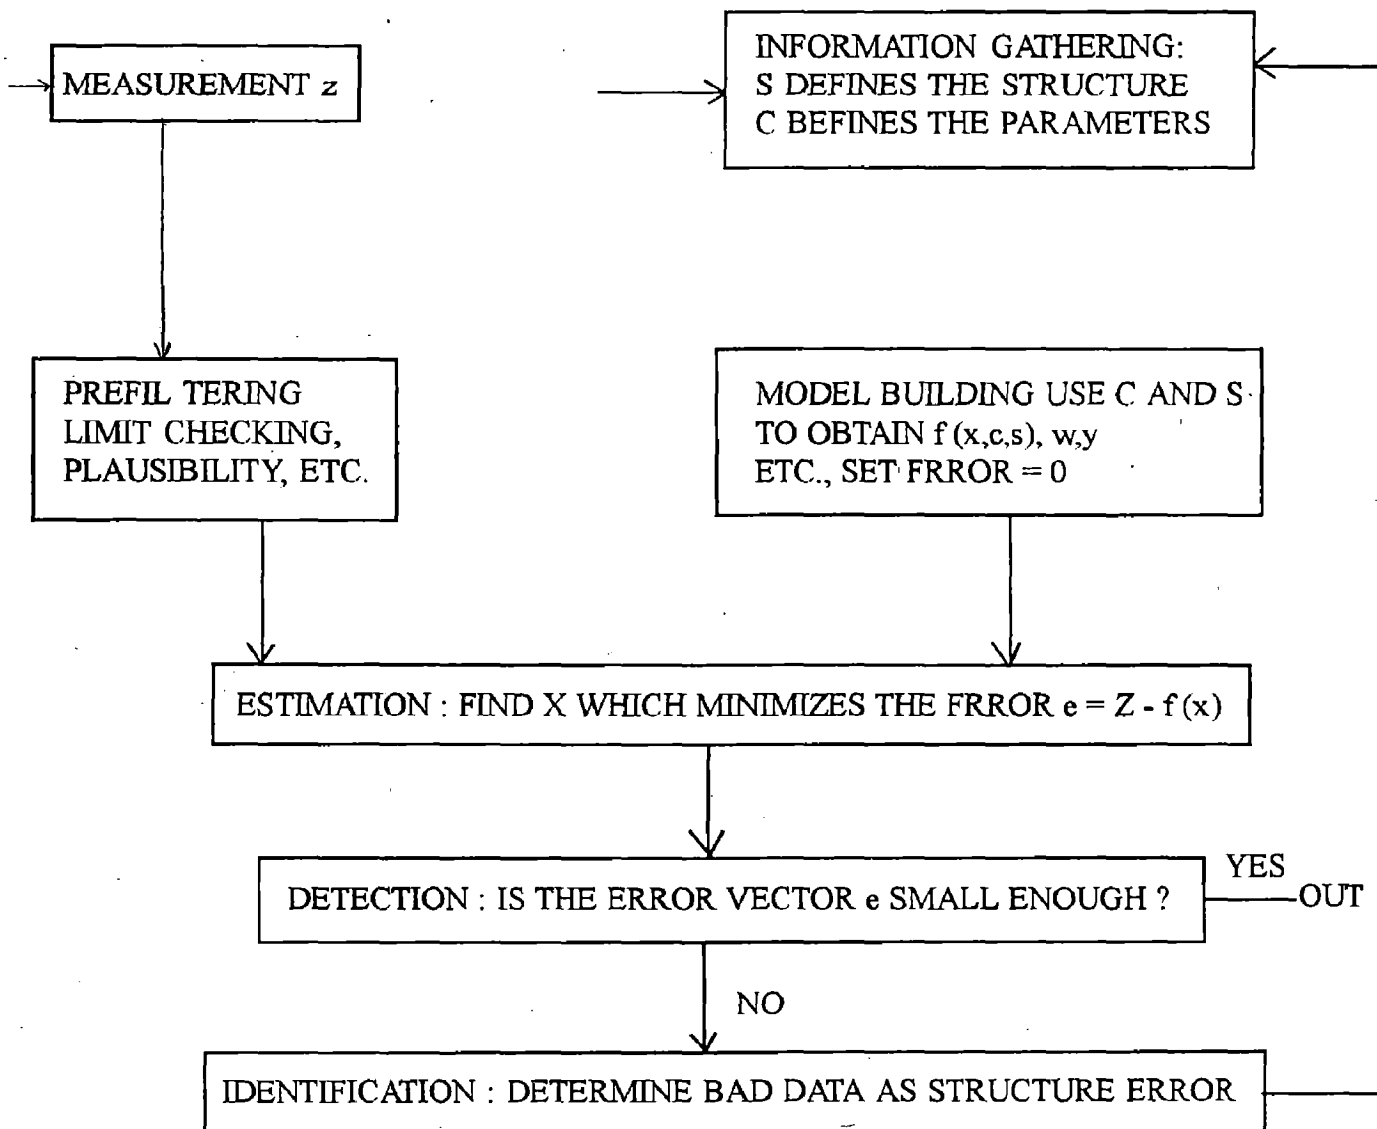 MEASUREMENT z
INFORMATION GATHERING:
S DEFINES THE STRUCTURE
C BEFINES THE PARAMETERS
PREFIL TERING
LIMIT CHECKING,
PLAUSIBILITY, ETC.
MODEL BUILDING USE C AND S
TO OBTAIN f (x,c,s), w,y
ETC., SET FRROR = 0
ESTIMATION : FIND X WHICH MINIMIZES THE FRROR e = Z - f (x)
DETECTION : IS THE ERROR VECTOR e SMALL ENOUGH ?
YES
OUT
NO
IDENTIFICATION : DETERMINE BAD DATA AS STRUCTURE ERROR